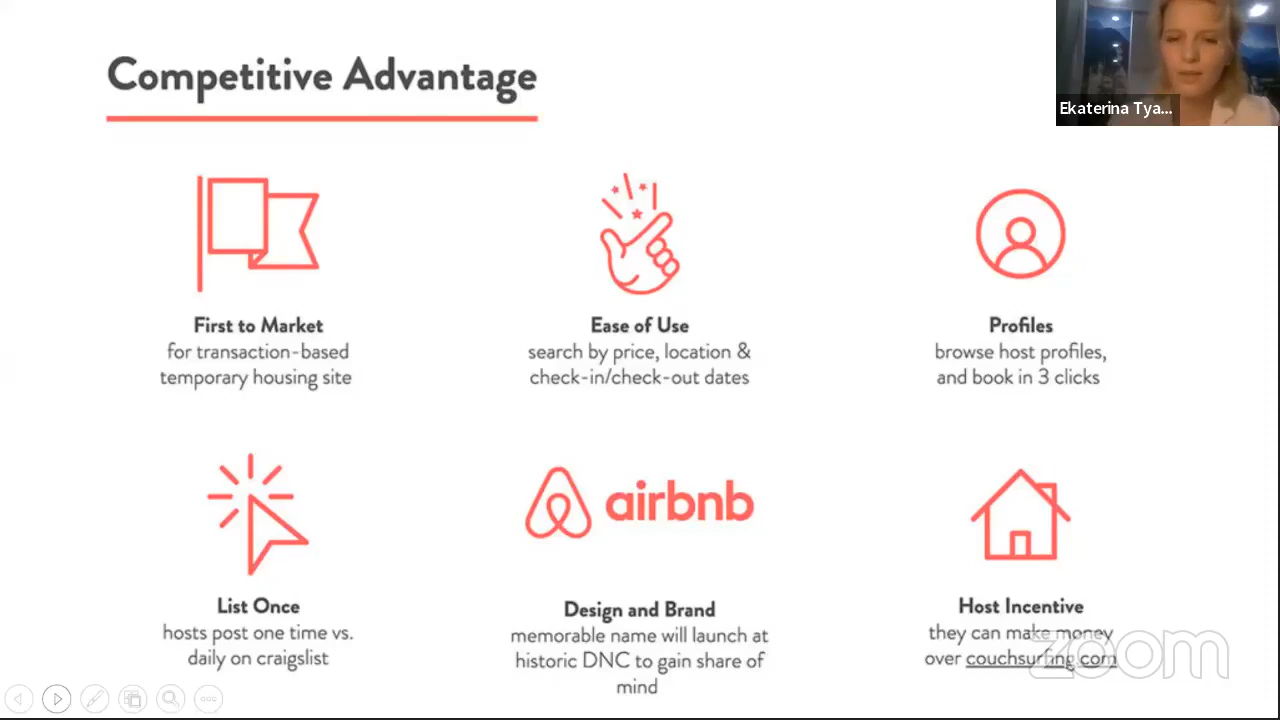 Competitive Advantage
Ekaterina Tya...
First to Market
for transaction-based
temporary housing site
Ease of Use
search by price, location &
check-in/check-out dates
Profiles
browse host profiles,
and book in 3 clicks
airbnb
List Once
hosts post one time vs.
daily on craigslist
Design and Brand
memorable name will launch at
historic DNC to gain share of
mind
Host Incentive
they can make money
over couchsurfing.com
zoom